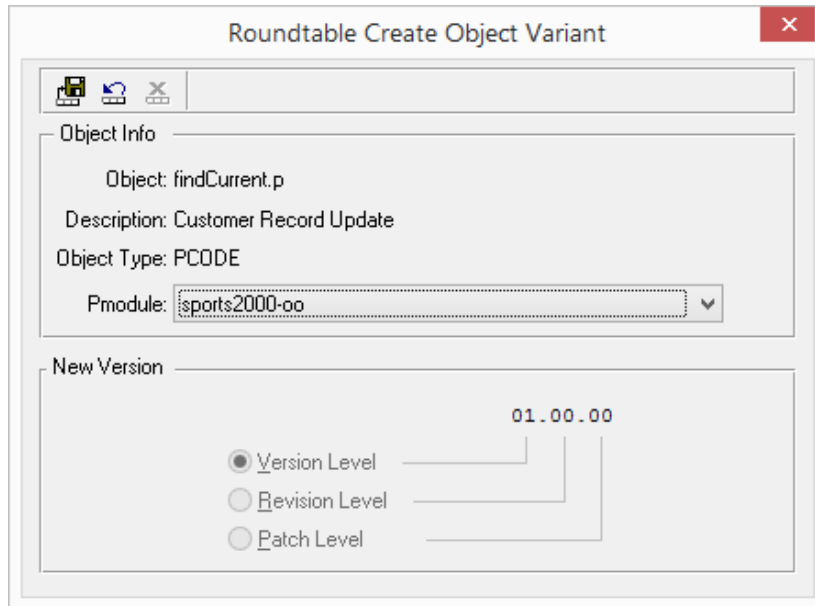 Roundtable Create Object Variant
Object Info
Object: findCurrent.p
Description: Customer Record Update
Object Type: PCODE
Pmodule: sports2000-oo
New Version
01.00.00
Version Level
Revision Level
Patch Level